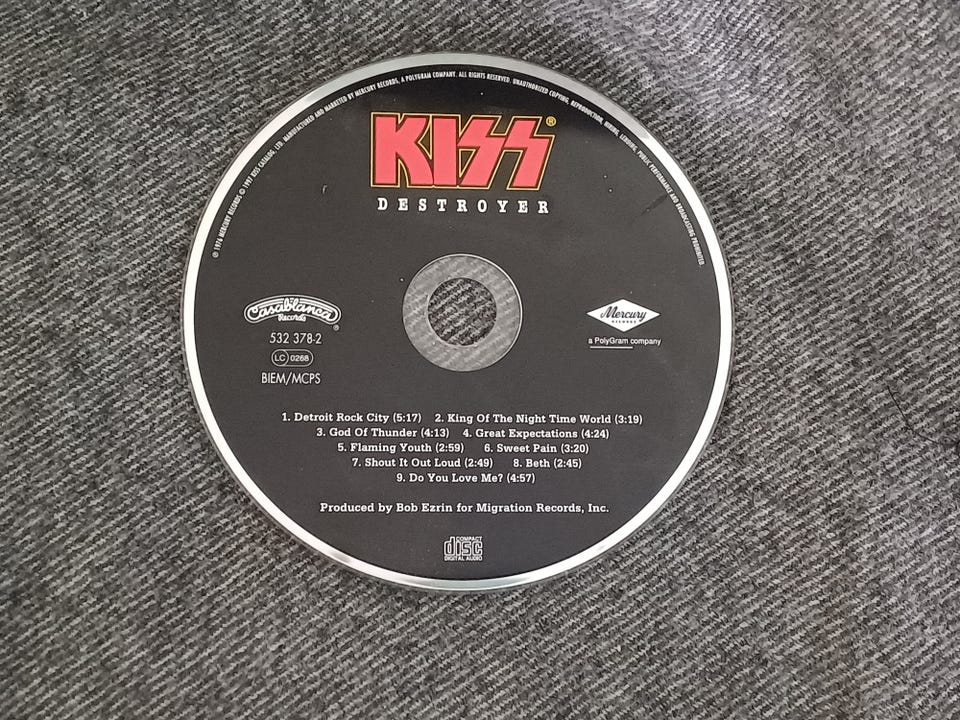 ℗ 1976 MERCURY RECORDS © 1997 KISS CATALOG, LTD. MANUFACTURED AND MARKETED BY MERCURY RECORDS, A POLYGRAM COMPANY. ALL RIGHTS RESERVED. UNAUTHORIZED COPYING, REPRODUCTION, HIRING, LENDING, PUBLIC PERFORMANCE AND BROADCASTING PROHIBITED.
KISS®
DESTROYER
Casablanca
Records ®
532 378-2
LC 0268
BIEM/MCPS
Mercury
RECORDS
a PolyGram company
1. Detroit Rock City (5:17) 2. King Of The Night Time World (3:19)
3. God Of Thunder (4:13) 4. Great Expectations (4:24)
5. Flaming Youth (2:59) 6. Sweet Pain (3:20)
7. Shout It Out Loud (2:49) 8. Beth (2:45)
9. Do You Love Me? (4:57)
Produced by Bob Ezrin for Migration Records, Inc.
COMPACT
disc
DIGITAL AUDIO